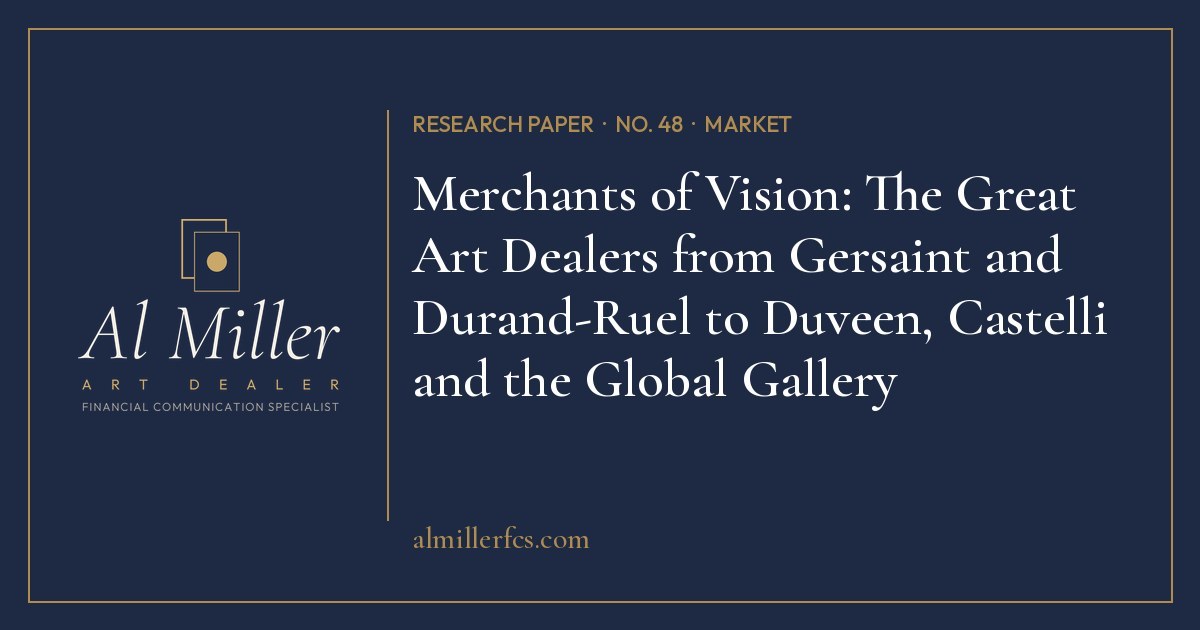 Al Miller
ART DEALER
FINANCIAL COMMUNICATION SPECIALIST
RESEARCH PAPER · NO. 48 · MARKET
Merchants of Vision: The Great
Art Dealers from Gersaint and
Durand-Ruel to Duveen, Castelli
and the Global Gallery
almillerfcs.com